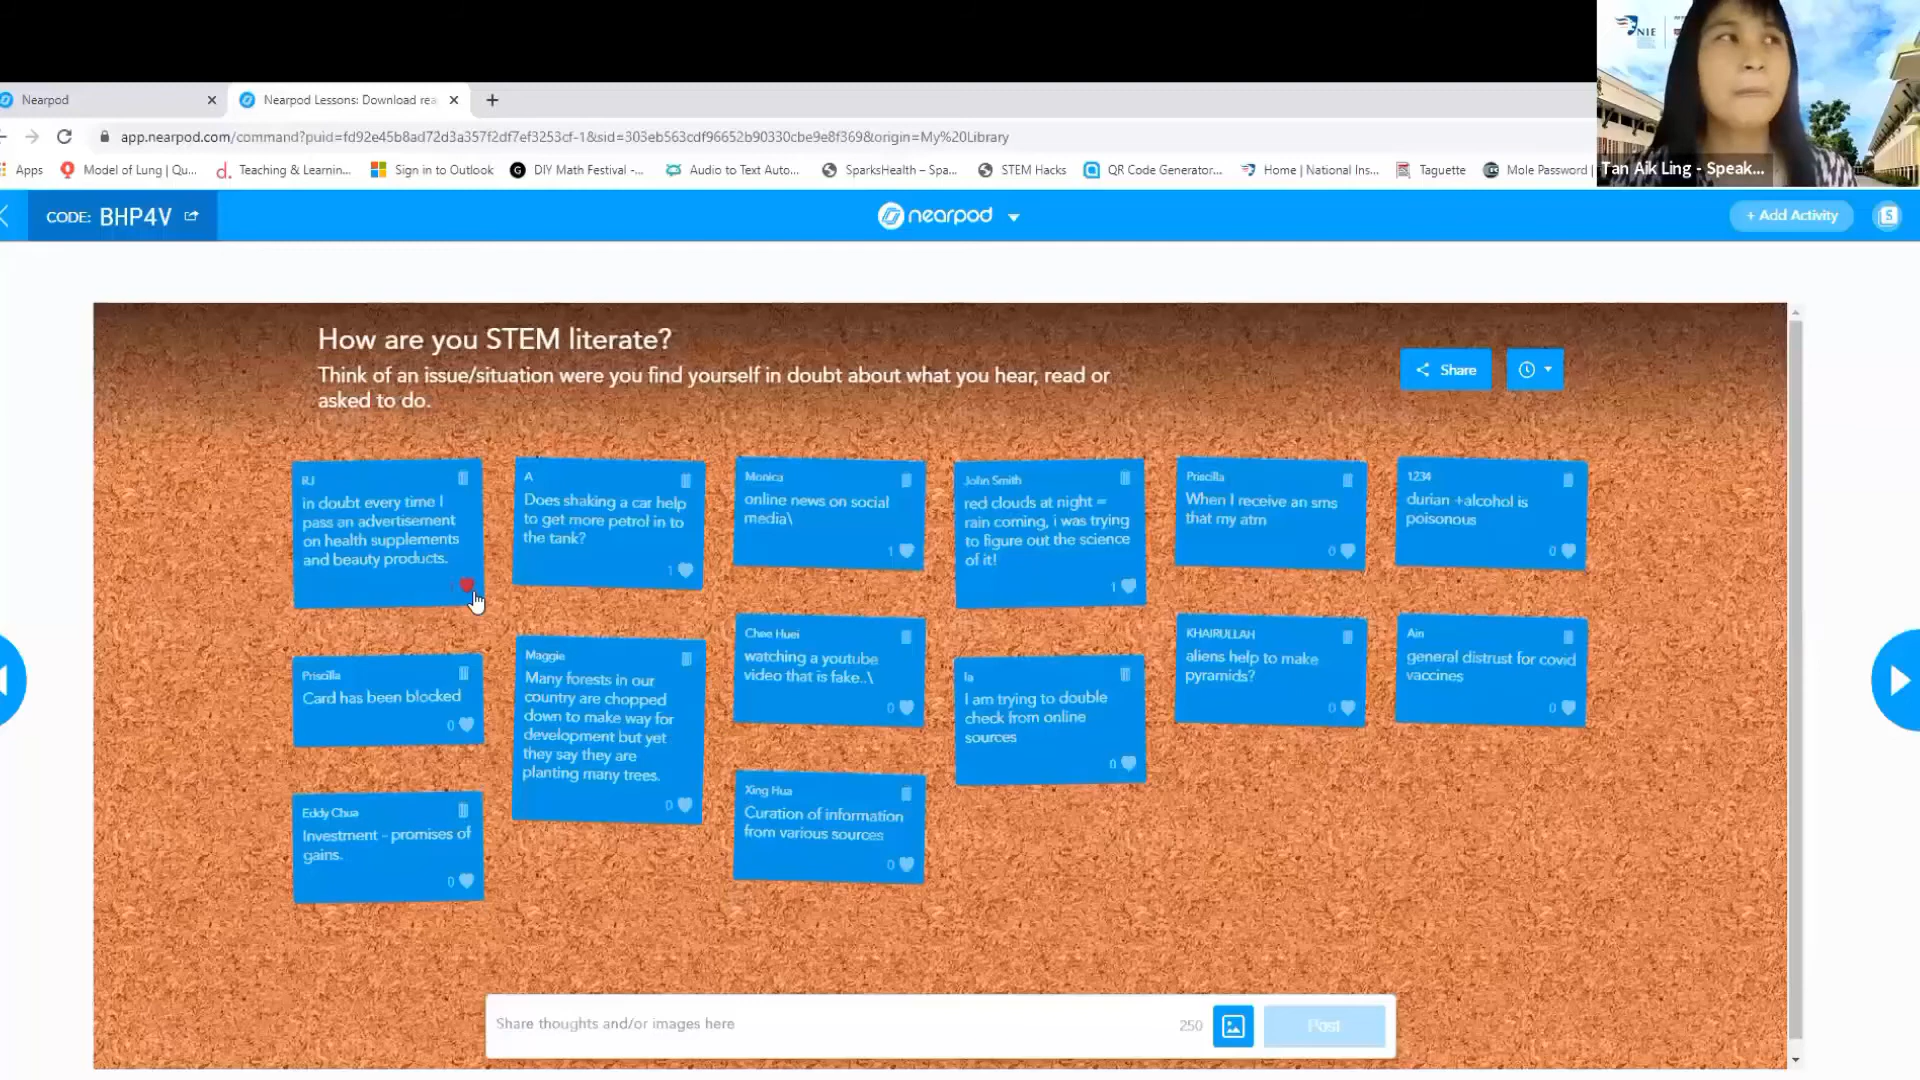 NIE
Tan Aik Ling - Speak...
Nearpod
Nearpod Lessons: Download rea
app.nearpod.com/command?puid=fd92e45b8ad72d3a357f2df7ef3253cf-1&sid=303eb563cdf96652b90330cbe9e8f369&origin=My%20Library
Apps
Model of Lung | Qu...
Teaching & Learnin...
Sign in to Outlook
DIY Math Festival -...
Audio to Text Auto...
SparksHealth – Spa...
STEM Hacks
QR Code Generator...
Home | National Ins...
Taguette
Mole Password |
CODE: BHP4V
nearpod
+ Add Activity
S
How are you STEM literate?
Think of an issue/situation were you find yourself in doubt about what you hear, read or
asked to do.
Share
RJ
in doubt every time I
pass an advertisement
on health supplements
and beauty products.
1
Priscilla
Card has been blocked
0
Eddy Chua
Investment - promises of
gains.
0
A
Does shaking a car help
to get more petrol in to
the tank?
1
Maggie
Many forests in our
country are chopped
down to make way for
development but yet
they say they are
planting many trees.
0
Monica
online news on social
media\
1
Chee Huei
watching a youtube
video that is fake..\
0
Xing Hua
Curation of information
from various sources
0
John Smith
red clouds at night =
rain coming, i was trying
to figure out the science
of it!
1
Ia
I am trying to double
check from online
sources
0
Priscilla
When I receive an sms
that my atm
0
KHAIRULLAH
aliens help to make
pyramids?
0
1234
durian +alcohol is
poisonous
0
Ain
general distrust for covid
vaccines
0
Share thoughts and/or images here
250
Post